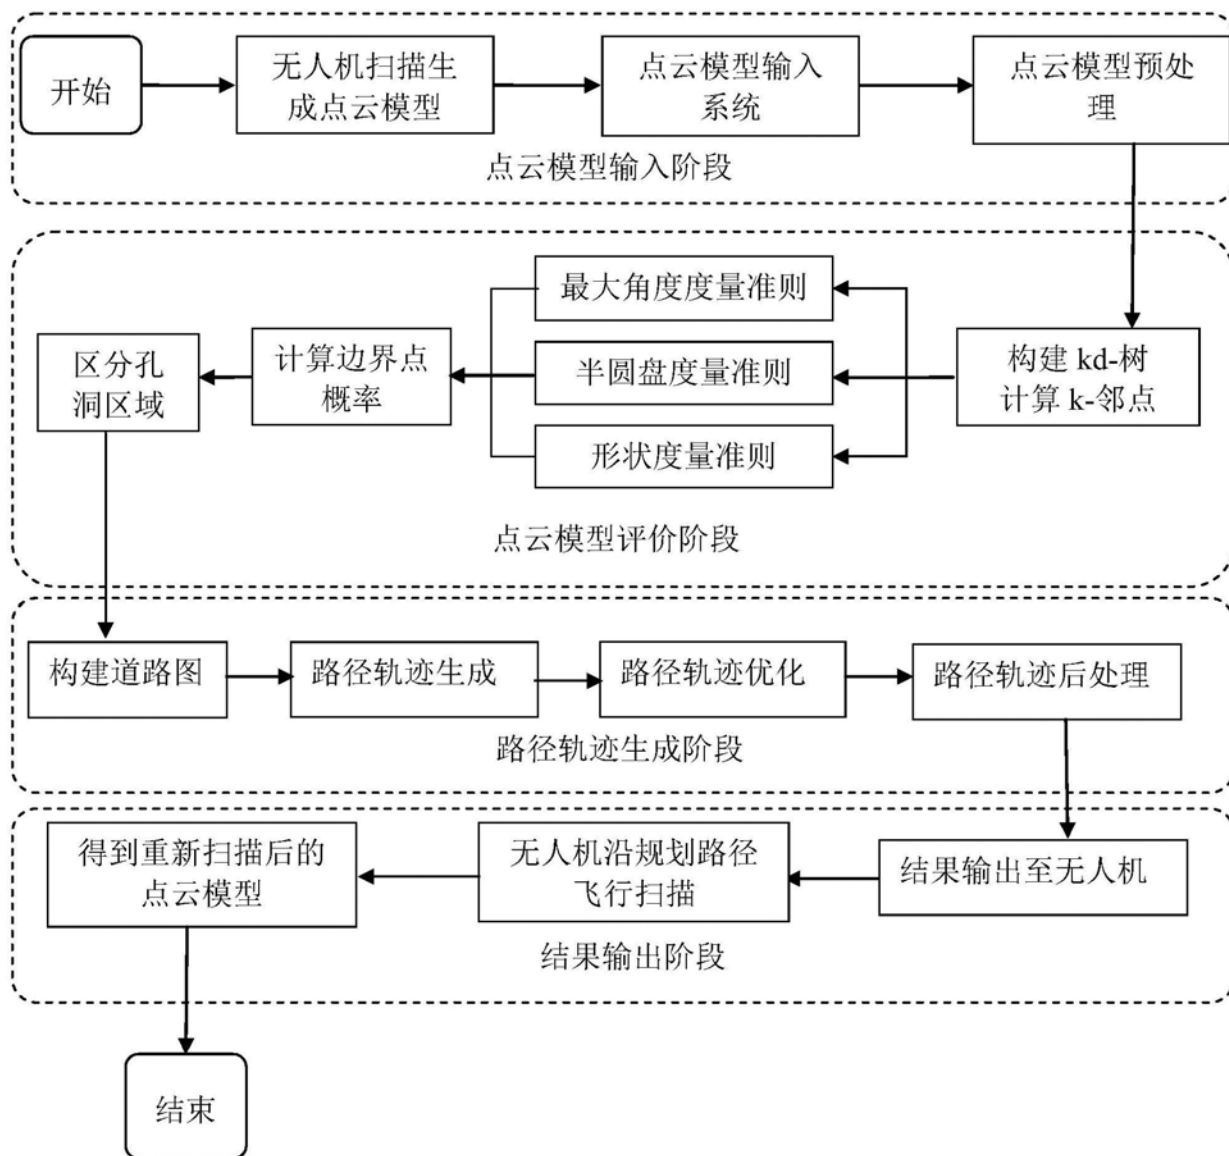 开始
无人机扫描生
成点云模型
点云模型输入
系统
点云模型预处
理
点云模型输入阶段
最大角度度量准则
半圆盘度量准则
形状度量准则
构建 kd-树
计算 k-邻点
计算边界点
概率
区分孔
洞区域
点云模型评价阶段
构建道路图
路径轨迹生成
路径轨迹优化
路径轨迹后处理
路径轨迹生成阶段
得到重新扫描后的
点云模型
无人机沿规划路径
飞行扫描
结果输出至无人机
结果输出阶段
结束